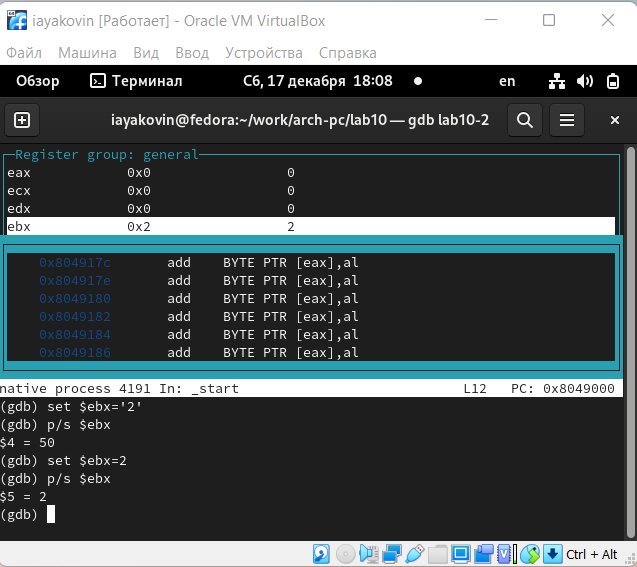 iayakovin [Работает] - Oracle VM VirtualBox
Файл Машина Вид Ввод Устройства Справка
Обзор Терминал Сб, 17 декабря 18:08 en
iayakovin@fedora:~/work/arch-pc/lab10 — gdb lab10-2
Register group: general
eax 0x0 0
ecx 0x0 0
edx 0x0 0
ebx 0x2 2
0x804917c add BYTE PTR [eax],al
0x804917e add BYTE PTR [eax],al
0x8049180 add BYTE PTR [eax],al
0x8049182 add BYTE PTR [eax],al
0x8049184 add BYTE PTR [eax],al
0x8049186 add BYTE PTR [eax],al
native process 4191 In: _start L12 PC: 0x8049000
(gdb) set $ebx='2'
(gdb) p/s $ebx
$4 = 50
(gdb) set $ebx=2
(gdb) p/s $ebx
$5 = 2
(gdb)
Ctrl + Alt